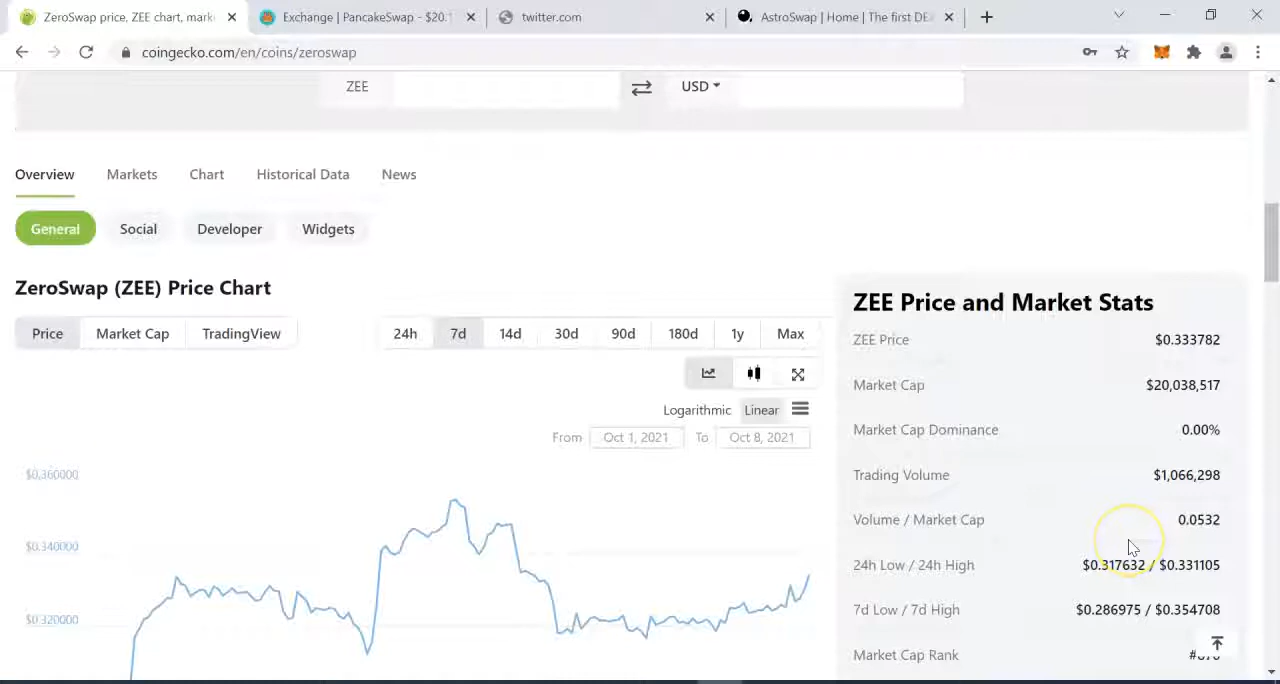 ZeroSwap price, ZEE chart, mark
Exchange | PancakeSwap - $20.
twitter.com
AstroSwap | Home | The first DE
coingecko.com/en/coins/zeroswap
ZEE
USD
Overview Markets Chart Historical Data News
General Social Developer Widgets
ZeroSwap (ZEE) Price Chart
Price Market Cap TradingView
24h 7d 14d 30d 90d 180d 1y Max
Logarithmic Linear
From Oct 1, 2021 To Oct 8, 2021
$0.360000
$0.340000
$0.320000
ZEE Price and Market Stats
ZEE Price $0.333782
Market Cap $20,038,517
Market Cap Dominance 0.00%
Trading Volume $1,066,298
Volume / Market Cap 0.0532
24h Low / 24h High $0.317632 / $0.331105
7d Low / 7d High $0.286975 / $0.354708
Market Cap Rank